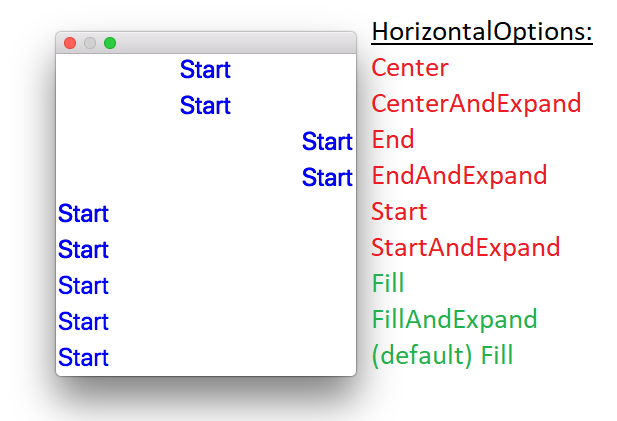 HorizontalOptions:
Start Center
Start CenterAndExpand
Start End
Start EndAndExpand
Start Start
Start StartAndExpand
Start Fill
Start FillAndExpand
Start (default) Fill